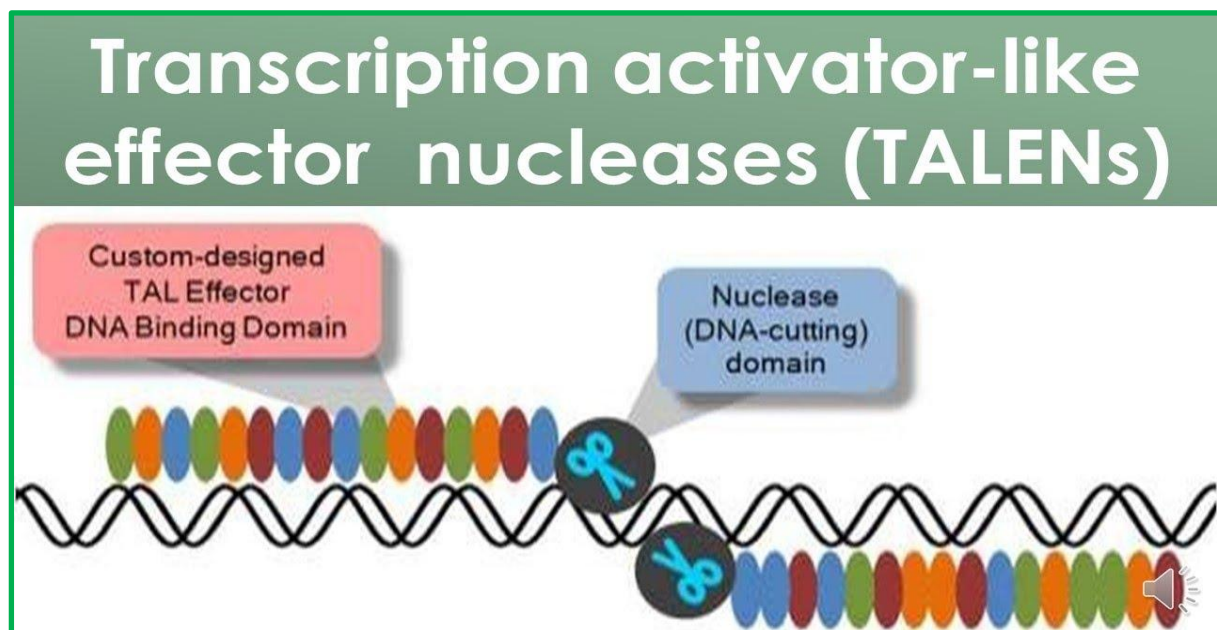 Transcription activator-like
effector nucleases (TALENs)
Custom-designed
TAL Effector
DNA Binding Domain
Nuclease
(DNA-cutting)
domain